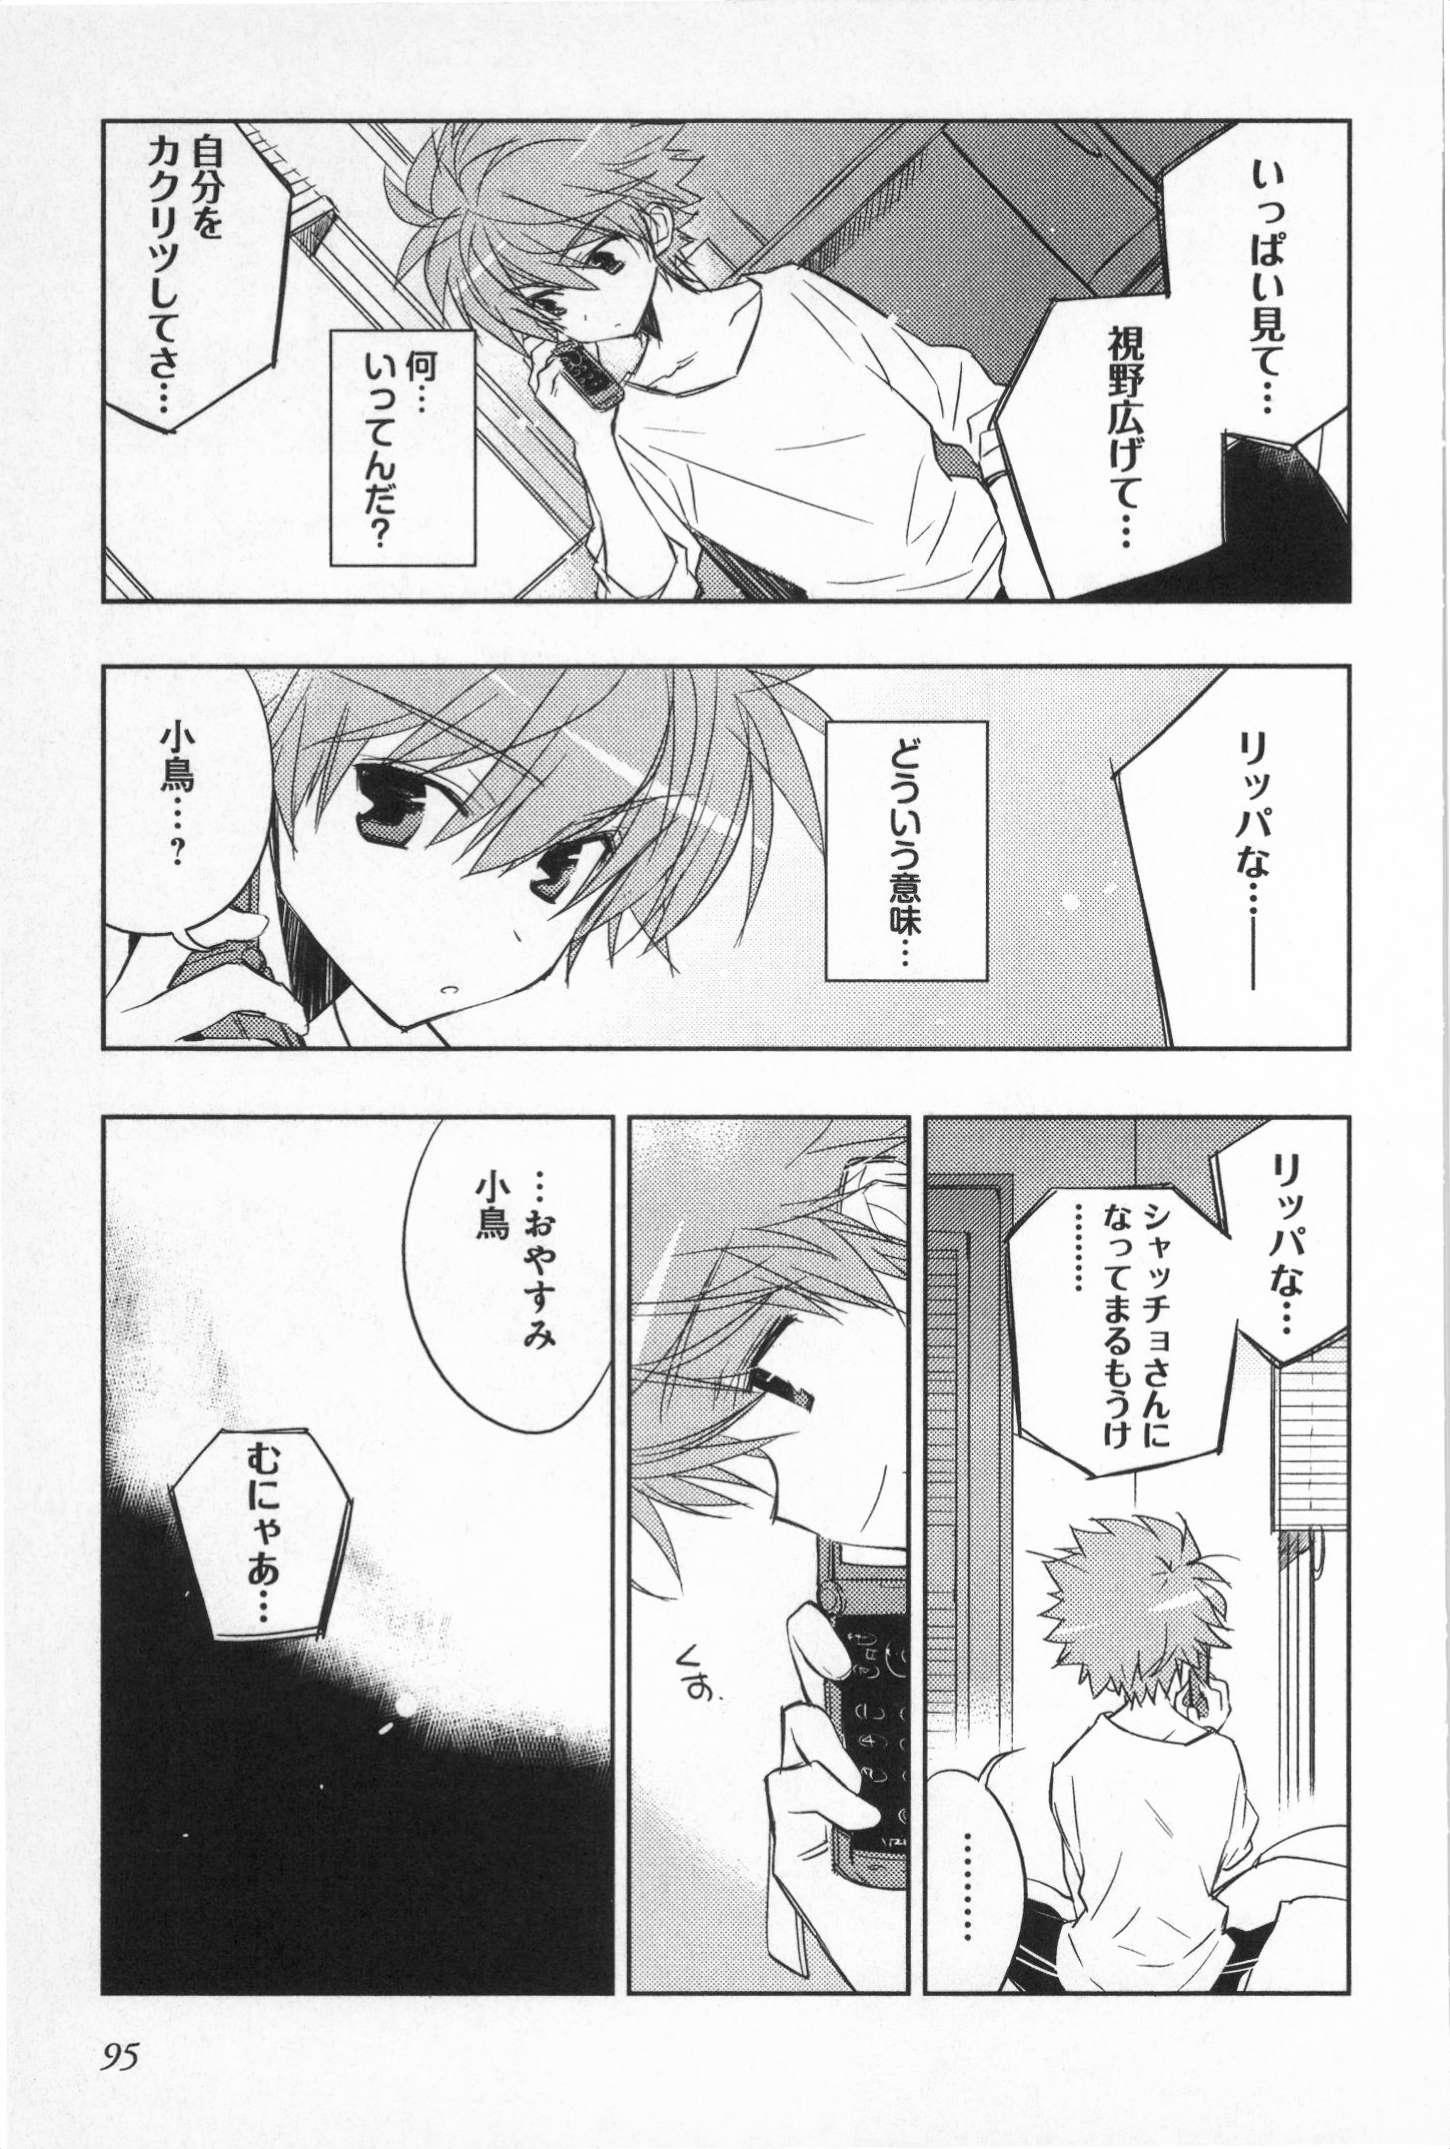 いっぱい見て…
視野広げて…
何…
いってんだ?
自分を
カクリツしてさ…
リッパな…――
どういう意味…
小鳥…?
リッパな…
シャッチョさんに
なってまるもうけ
………
………
くす
…おやすみ
小鳥
むにゃあ…
95